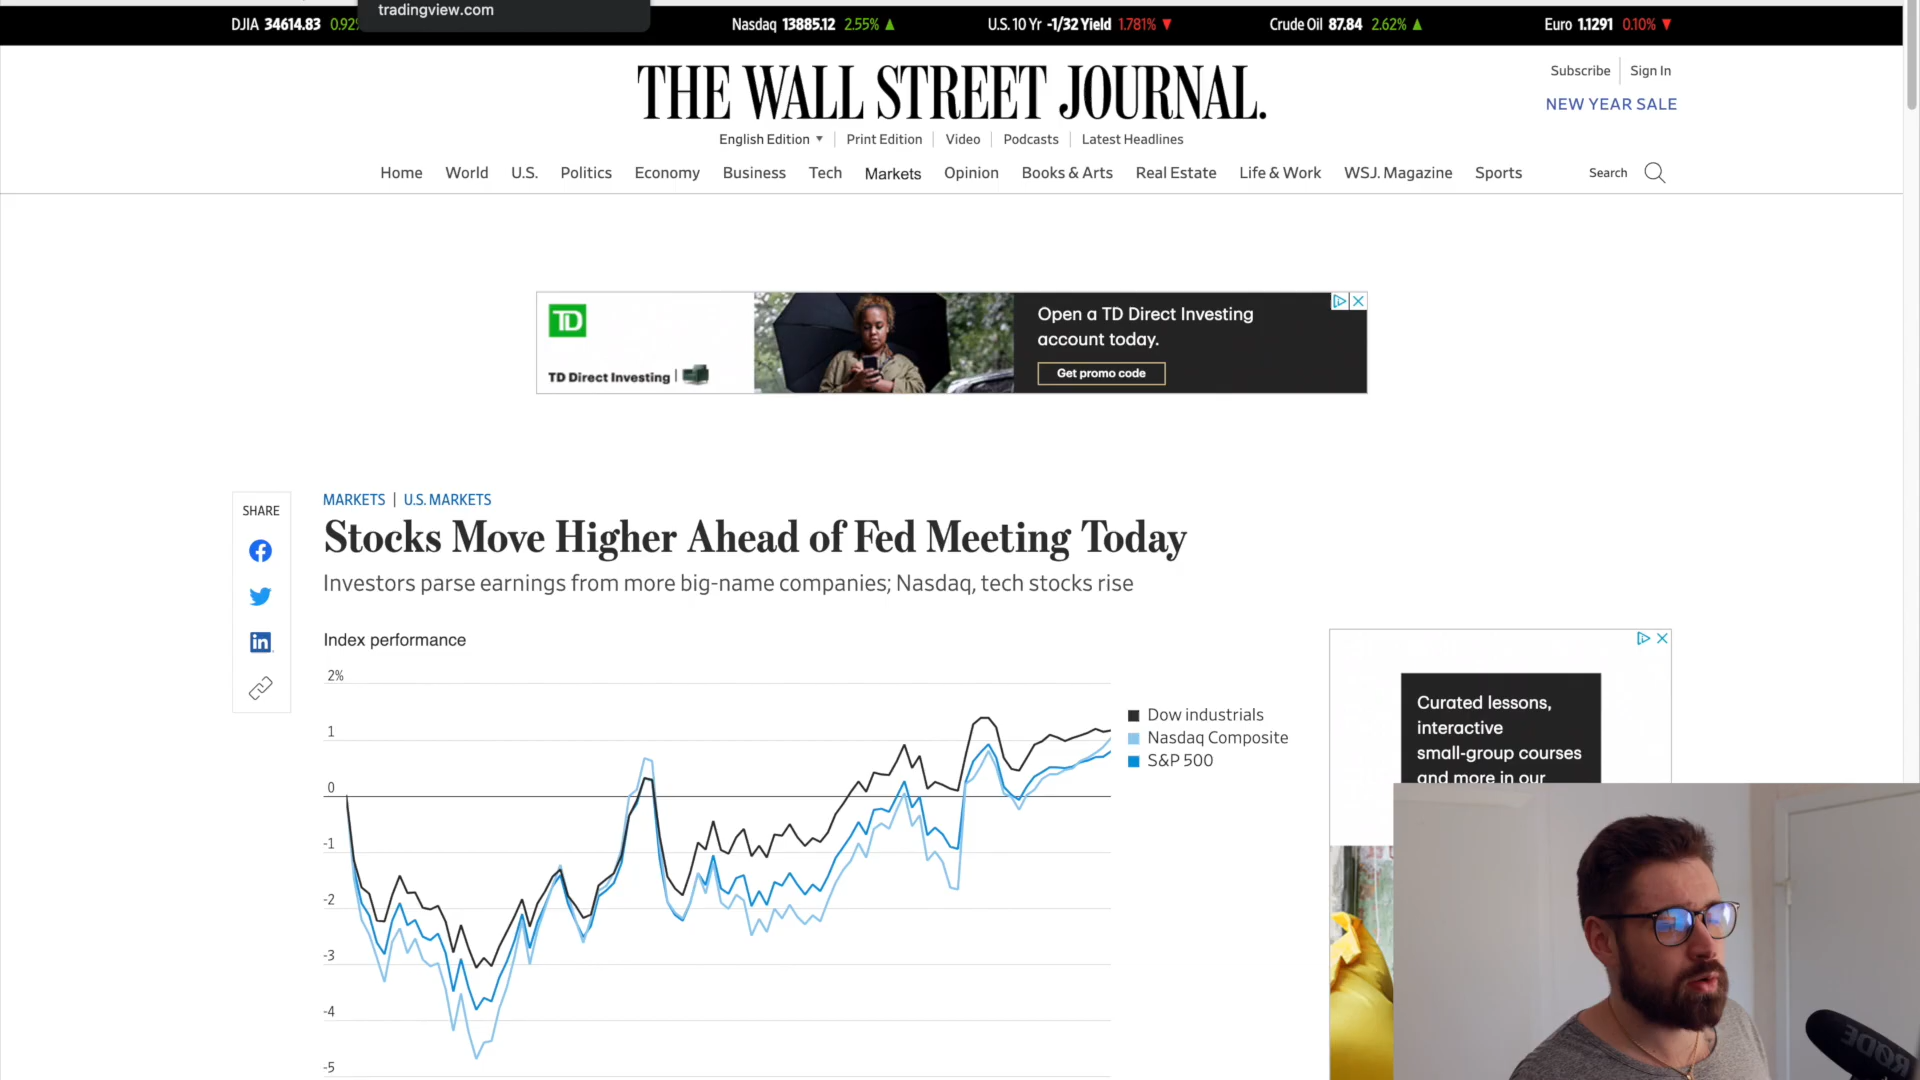 tradingview.com
DJIA 34614.83 0.92%
Nasdaq 13885.12 2.55% ▲
U.S. 10 Yr -1/32 Yield 1.781% ▼
Crude Oil 87.84 2.62% ▲
Euro 1.1291 0.10% ▼
THE WALL STREET JOURNAL.
Subscribe | Sign In
NEW YEAR SALE
English Edition ▼ | Print Edition | Video | Podcasts | Latest Headlines
Home World U.S. Politics Economy Business Tech Markets Opinion Books & Arts Real Estate Life & Work WSJ. Magazine Sports Search
TD
TD Direct Investing |
Open a TD Direct Investing
account today.
Get promo code
SHARE
MARKETS | U.S. MARKETS
Stocks Move Higher Ahead of Fed Meeting Today
Investors parse earnings from more big-name companies; Nasdaq, tech stocks rise
Index performance
2%
1
0
-1
-2
-3
-4
-5
Dow industrials
Nasdaq Composite
S&P 500
Curated lessons,
interactive
small-group courses
and more in our
RØDE